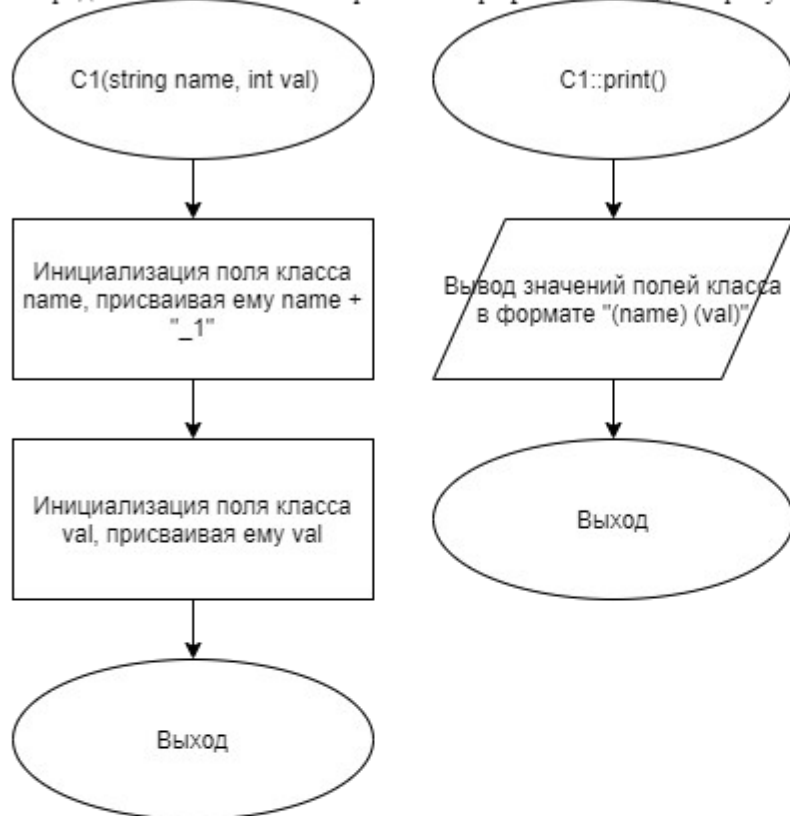 C1(string name, int val)
Инициализация поля класса
name, присваивая ему name +
"_1"
Инициализация поля класса
val, присваивая ему val
Выход
C1::print()
Вывод значений полей класса
в формате "(name) (val)"
Выход